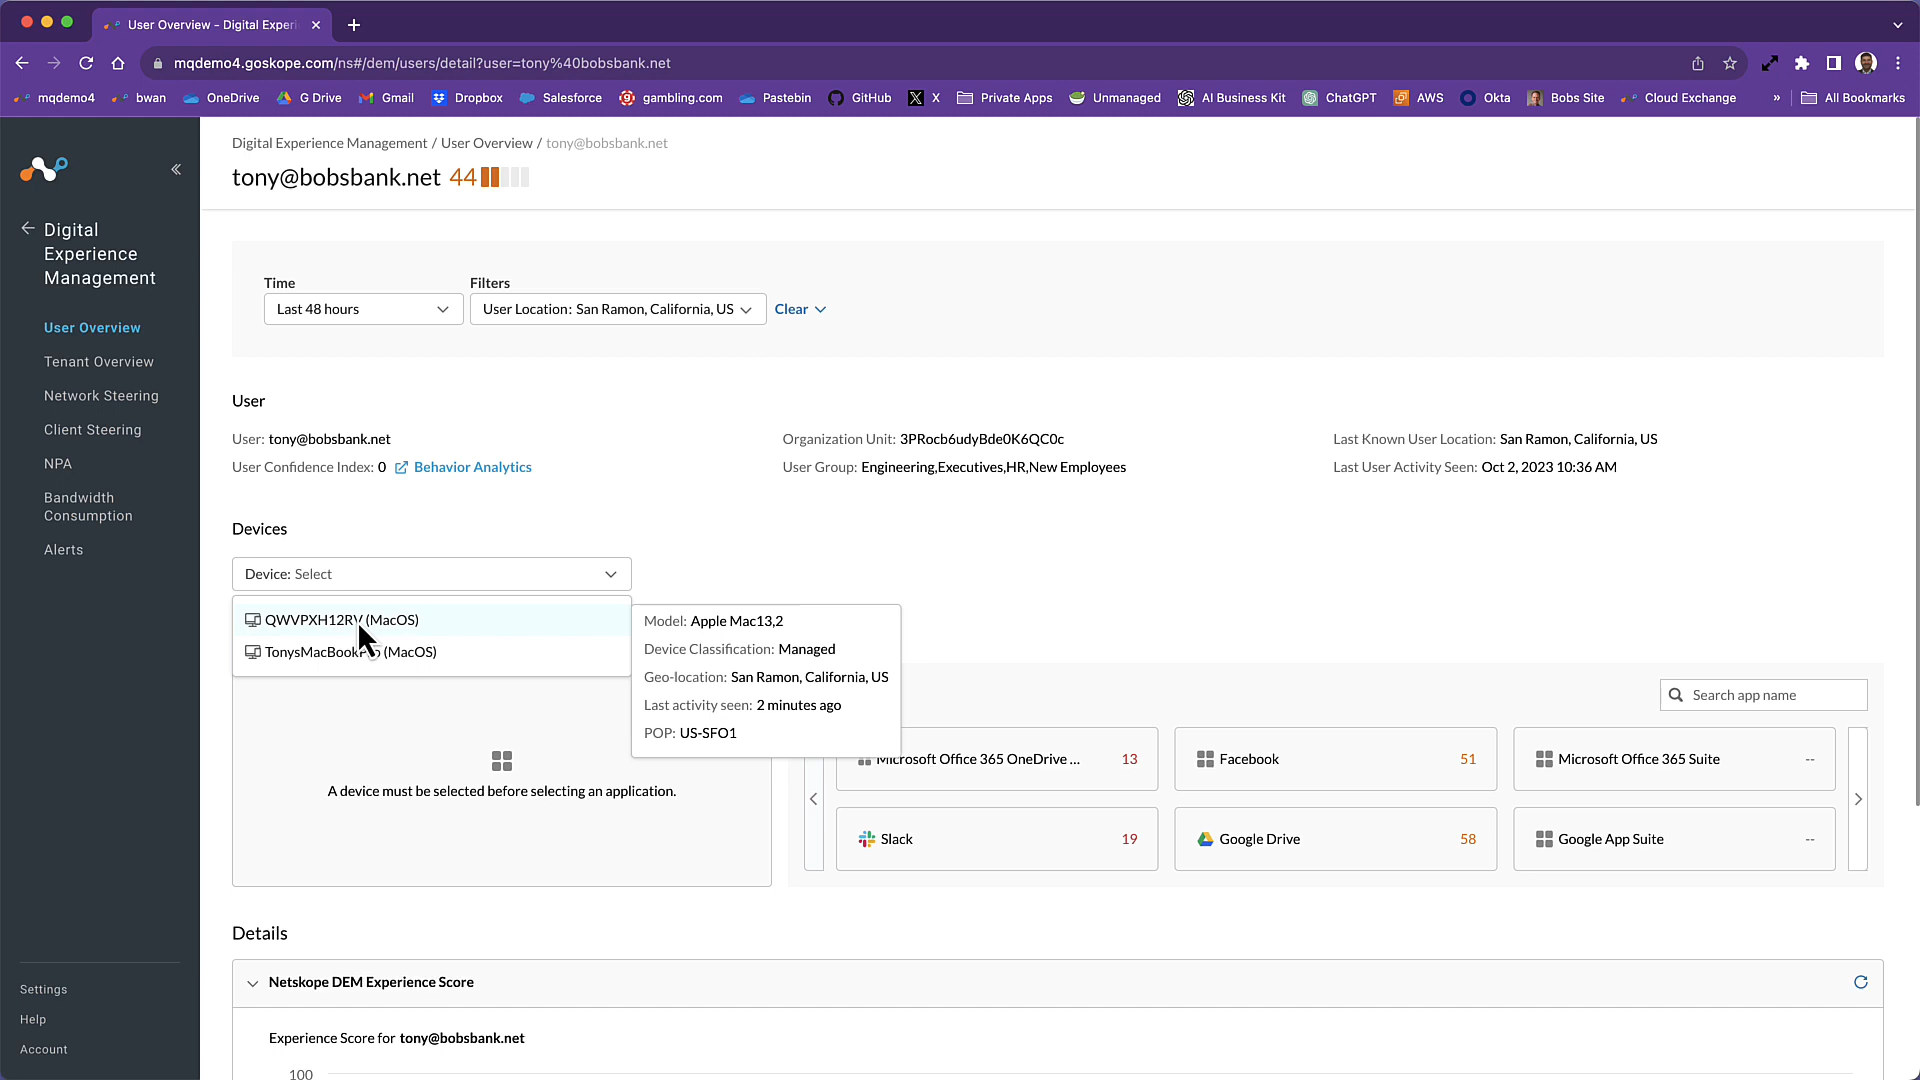 User Overview - Digital Experi
mqdemo4.goskope.com/ns#/dem/users/detail?user=tony%40bobsbank.net
mqdemo4 bwan OneDrive G Drive Gmail Dropbox Salesforce gambling.com Pastebin GitHub X Private Apps Unmanaged AI Business Kit ChatGPT AWS Okta Bobs Site Cloud Exchange » All Bookmarks
Digital Experience Management / User Overview / tony@bobsbank.net
tony@bobsbank.net 44
Digital
Experience
Management
User Overview
Tenant Overview
Network Steering
Client Steering
NPA
Bandwidth
Consumption
Alerts
Settings
Help
Account
Time
Filters
Last 48 hours
User Location: San Ramon, California, US
Clear
User
User: tony@bobsbank.net
Organization Unit: 3PRocb6udyBde0K6QC0c
Last Known User Location: San Ramon, California, US
User Confidence Index: 0 Behavior Analytics
User Group: Engineering,Executives,HR,New Employees
Last User Activity Seen: Oct 2, 2023 10:36 AM
Devices
Device: Select
QWVPXH12RV (MacOS)
TonysMacBook (MacOS)
Model: Apple Mac13,2
Device Classification: Managed
Geo-location: San Ramon, California, US
Last activity seen: 2 minutes ago
POP: US-SFO1
A device must be selected before selecting an application.
Search app name
Microsoft Office 365 OneDrive ... 13
Facebook 51
Microsoft Office 365 Suite --
Slack 19
Google Drive 58
Google App Suite --
Details
Netskope DEM Experience Score
Experience Score for tony@bobsbank.net
100